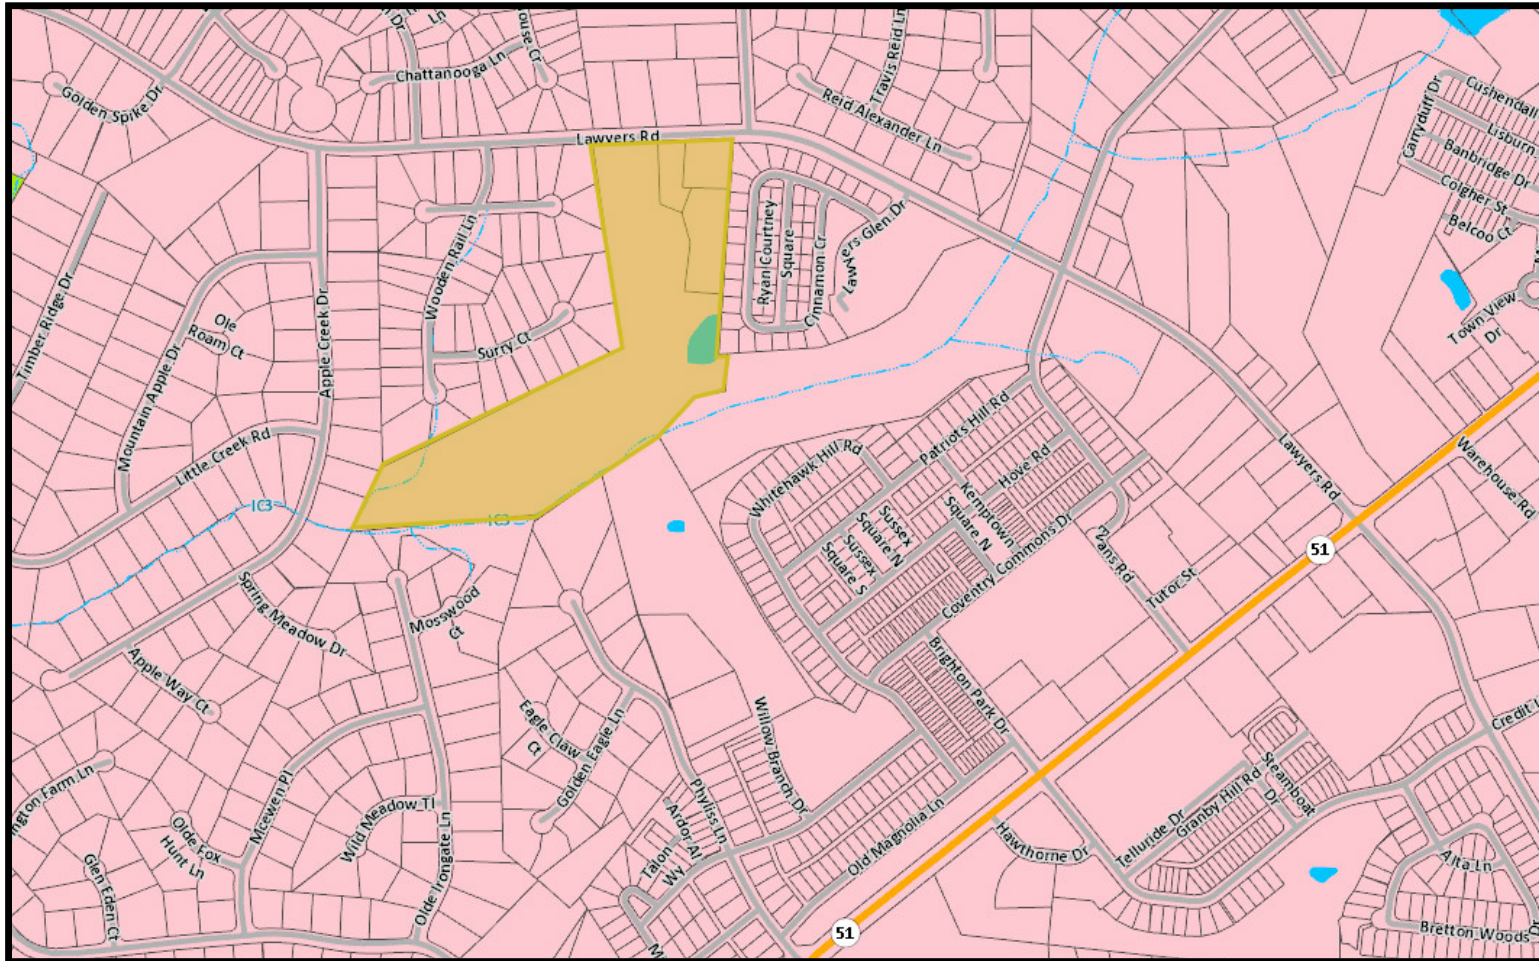 Dr
Ln
Chattanooga Ln
ouse Cr
Golden Spike Dr
Travis Reid Ln
Reid Alexander Ln
Lawyers Rd
Carryduff Dr
Cushendall
Lisburn
Banbridge Dr
Colgher St
Belcoo Ct
Town View
Dr
Timber Ridge Dr
Ole
Roam Ct
Mountain Apple Dr
Apple Creek Dr
Little Creek Rd
Wooden Rail Ln
Surry Ct
Ryan Courtney
Square
Cinnamon Cr
Lawyers Glen Dr
IC3
IC3
Whitehawk Hill Rd
Patriots Hill Rd
Hove Rd
Kemptown
Square N
Sussex
Square N
Sussex
Square S
Coventry Commons Dr
Zans Rd
Tutor St
Lawyers Rd
Warehouse Rd
51
Spring Meadow Dr
Mosswood
Ct
Apple Way Ct
Brighton Park Dr
Eagle Claw
Ct
Golden Eagle Ln
Willow Branch Dr
Phyliss Ln
Ardor Al
Talon
Wy
Old Magnolia Ln
Hawthorne Dr
Telluride Dr
Granby Hill Rd
Steamboat
Dr
Credit
Alta Ln
Bretton Woods
ngton Farm Ln
Mcewen Pl
Wild Meadow Tl
Olde Fox
Hunt Ln
Glen Eden Ct
Olde Irongate Ln
51